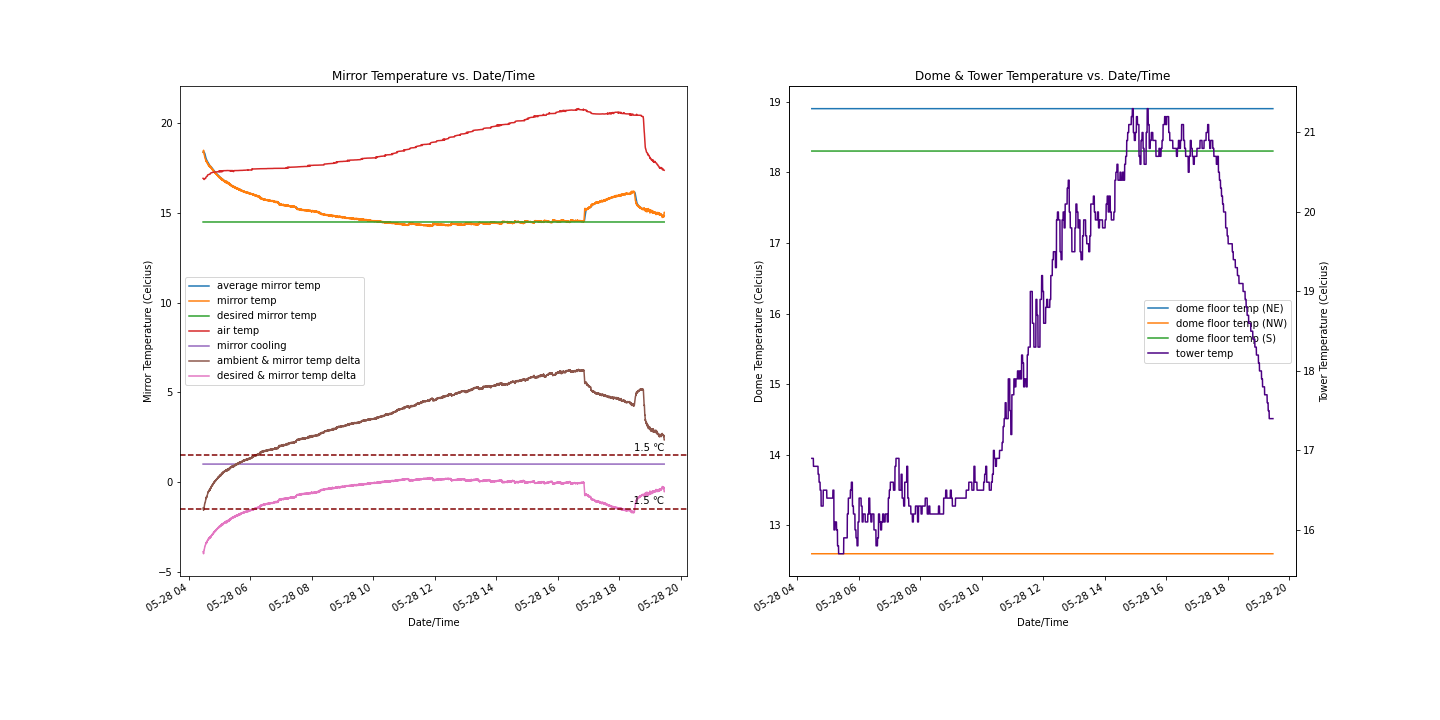 Mirror Temperature vs. Date/Time
Mirror Temperature (Celcius)
20
15
10
5
0
−5
average mirror temp
mirror temp
desired mirror temp
air temp
mirror cooling
ambient & mirror temp delta
desired & mirror temp delta
1.5 °C
-1.5 °C
05-28 04
05-28 06
05-28 08
05-28 10
05-28 12
05-28 14
05-28 16
05-28 18
05-28 20
Date/Time
Dome & Tower Temperature vs. Date/Time
Dome Temperature (Celcius)
19
18
17
16
15
14
13
dome floor temp (NE)
dome floor temp (NW)
dome floor temp (S)
tower temp
21
20
19
18
17
16
Tower Temperature (Celcius)
05-28 04
05-28 06
05-28 08
05-28 10
05-28 12
05-28 14
05-28 16
05-28 18
05-28 20
Date/Time